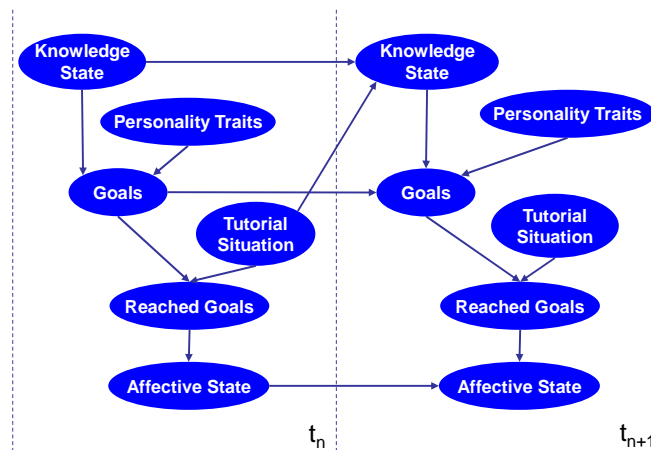 Knowledge
State
Personality Traits
Goals
Tutorial
Situation
Reached Goals
Affective State
tn
Knowledge
State
Personality Traits
Goals
Tutorial
Situation
Reached Goals
Affective State
tn+1